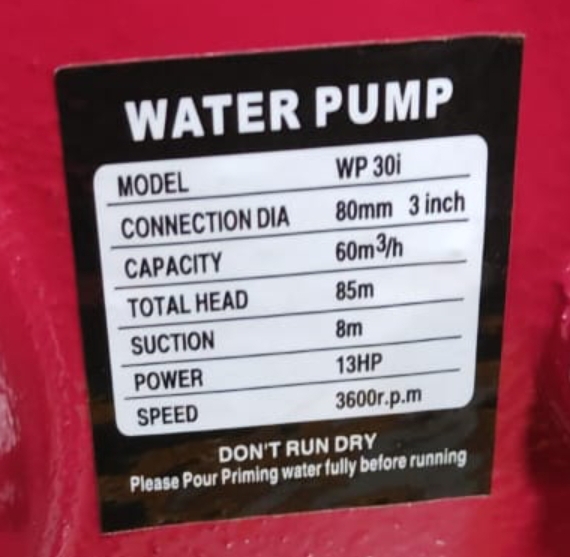 WATER PUMP
MODEL WP 30i
CONNECTION DIA 80mm 3 inch
CAPACITY 60m³/h
TOTAL HEAD 85m
SUCTION 8m
POWER 13HP
SPEED 3600r.p.m
DON'T RUN DRY
Please Pour Priming water fully before running